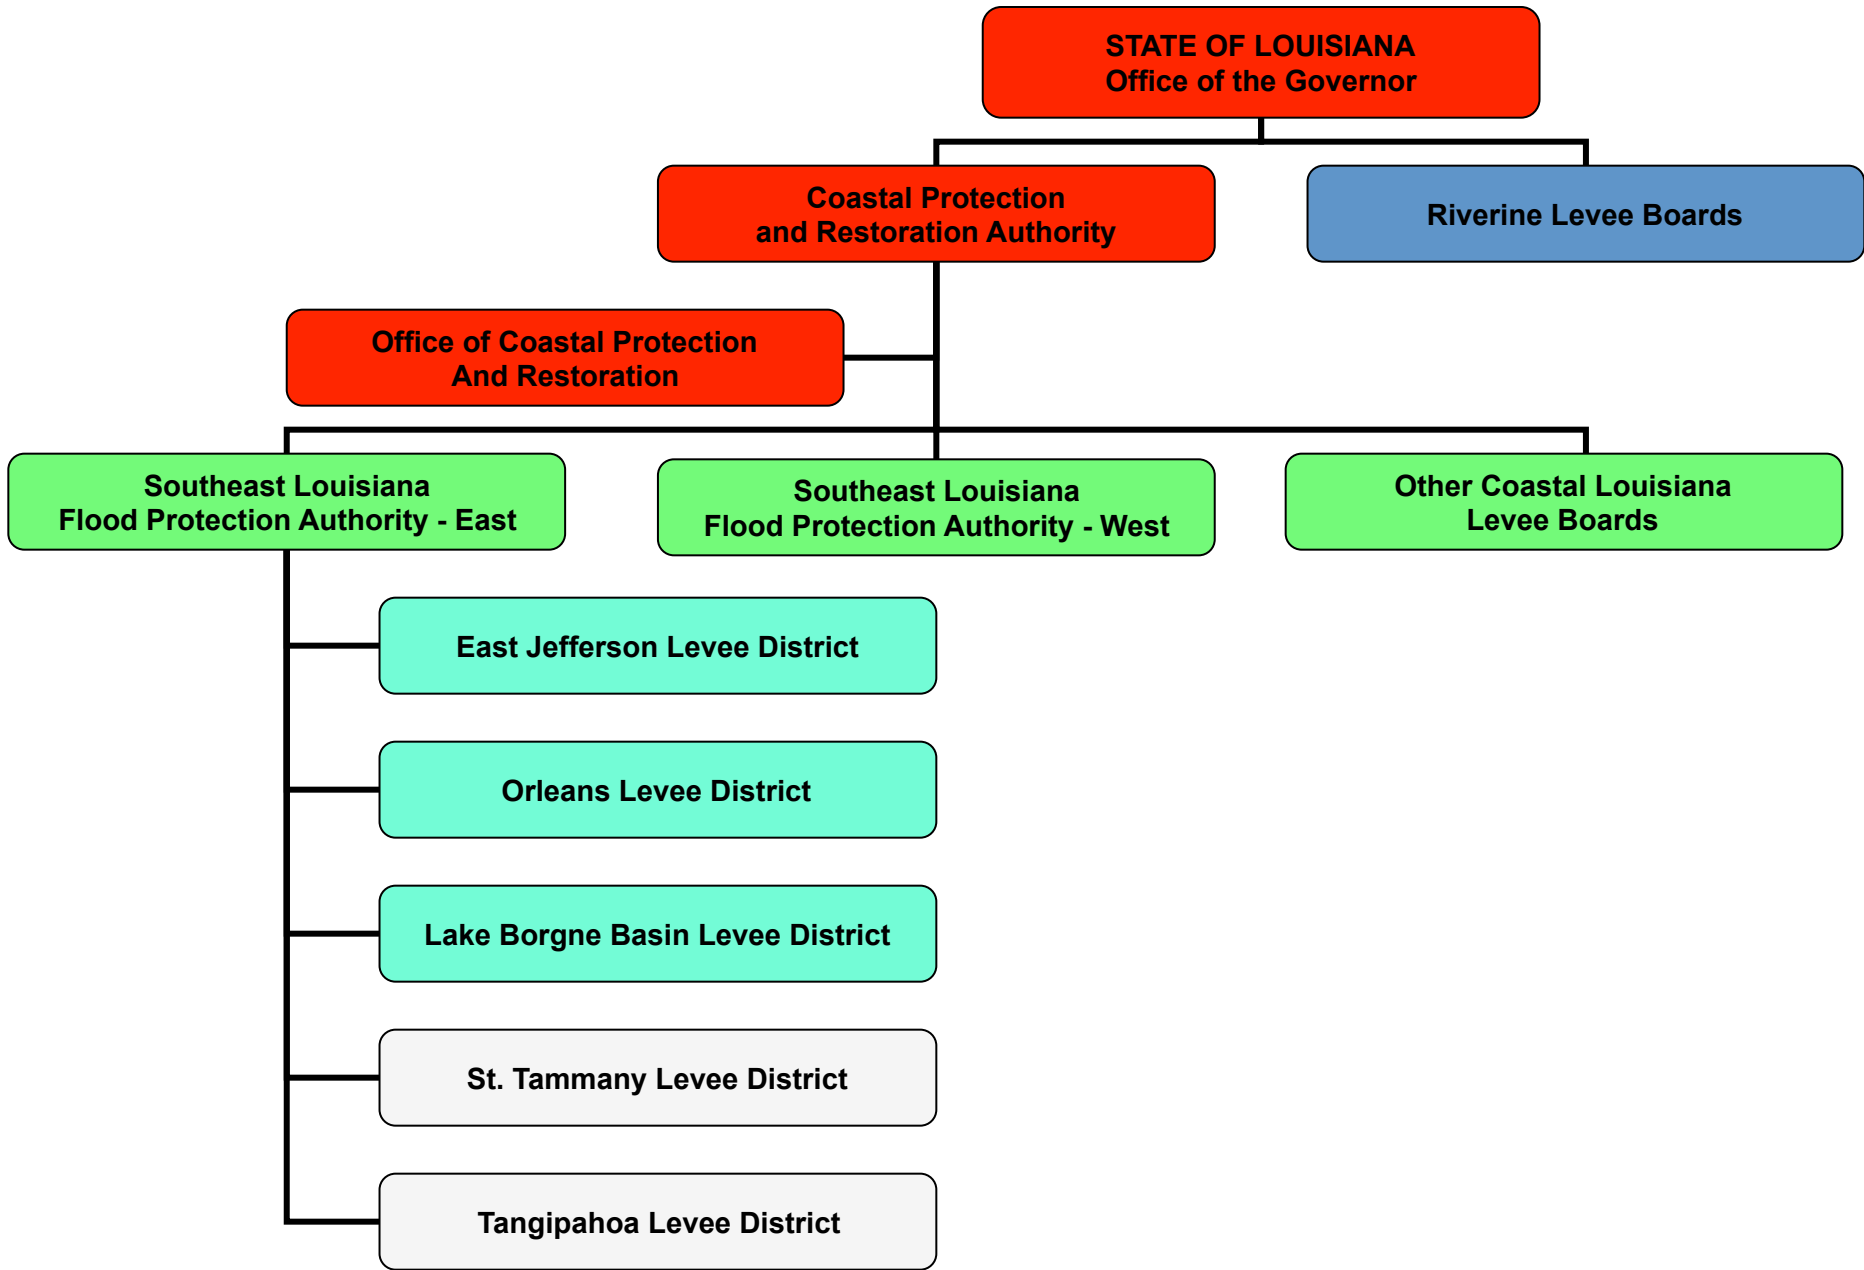 STATE OF LOUISIANA
Office of the Governor
Coastal Protection
and Restoration Authority
Riverine Levee Boards
Office of Coastal Protection
And Restoration
Southeast Louisiana
Flood Protection Authority - East
Southeast Louisiana
Flood Protection Authority - West
Other Coastal Louisiana
Levee Boards
East Jefferson Levee District
Orleans Levee District
Lake Borgne Basin Levee District
St. Tammany Levee District
Tangipahoa Levee District